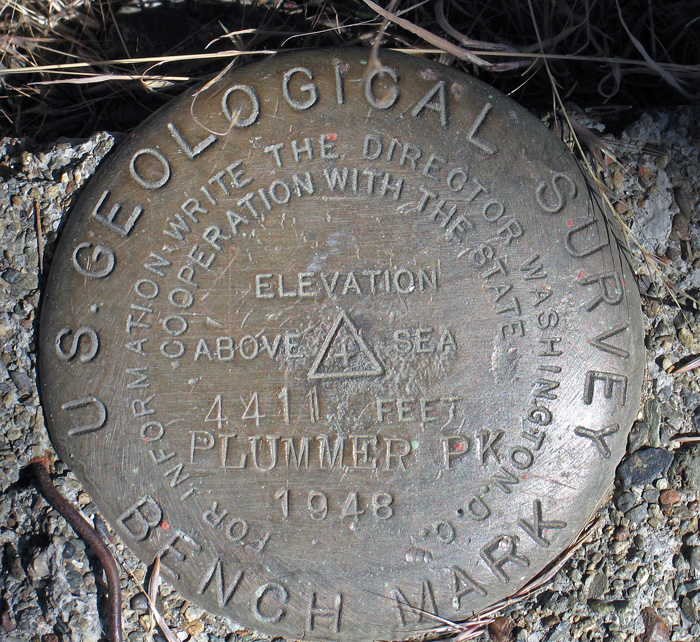 U.S. GEOLOGICAL SURVEY
FOR INFORMATION·WRITE THE DIRECTOR WASHINGTON·D.C.
COOPERATION WITH THE STATE
ELEVATION
ABOVE SEA
4411 FEET
PLUMMER PK
1948
BENCH MARK